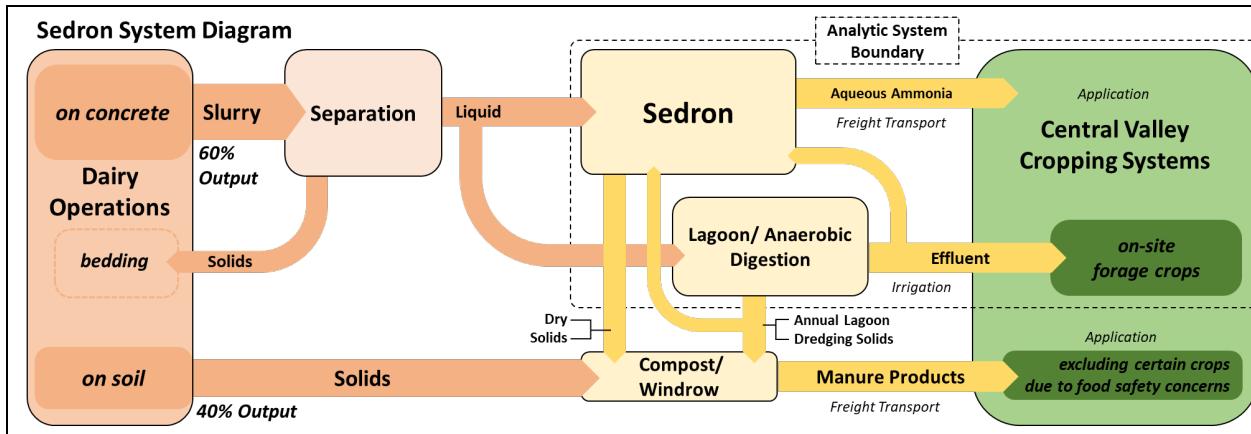 Sedron System Diagram
Analytic System
Boundary
on concrete
Slurry
60%
Output
Separation
Liquid
Sedron
Aqueous Ammonia
Freight Transport
Application
Central Valley
Cropping Systems
Dairy
Operations
bedding
Solids
Lagoon/ Anaerobic
Digestion
Effluent
Irrigation
on-site
forage crops
Dry
Solids
Annual Lagoon
Dredging Solids
on soil
Solids
40% Output
Compost/
Windrow
Manure Products
Freight Transport
Application
excluding certain crops
due to food safety concerns